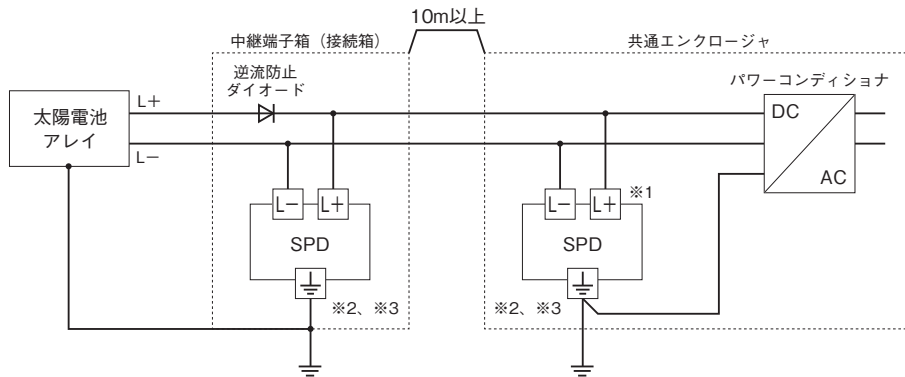 10m以上
中継端子箱（接続箱）
共通エンクロージャ
逆流防止
ダイオード
パワーコンディショナ
太陽電池
アレイ
L+
L−
DC
AC
L−
L+
SPD
※2、※3
L−
L+
※1
SPD
※2、※3